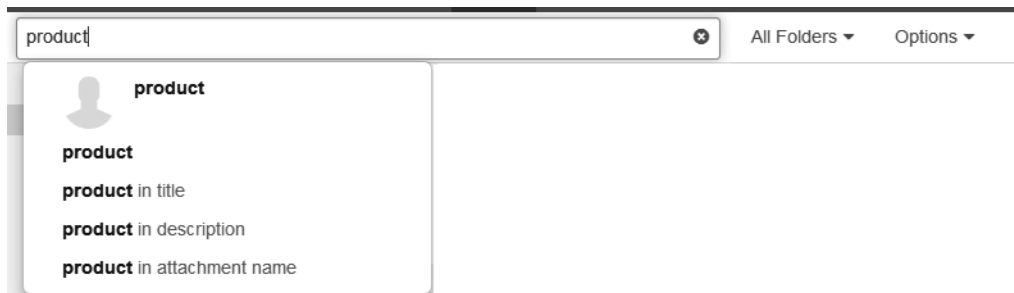 product All Folders Options
product
product
product in title
product in description
product in attachment name